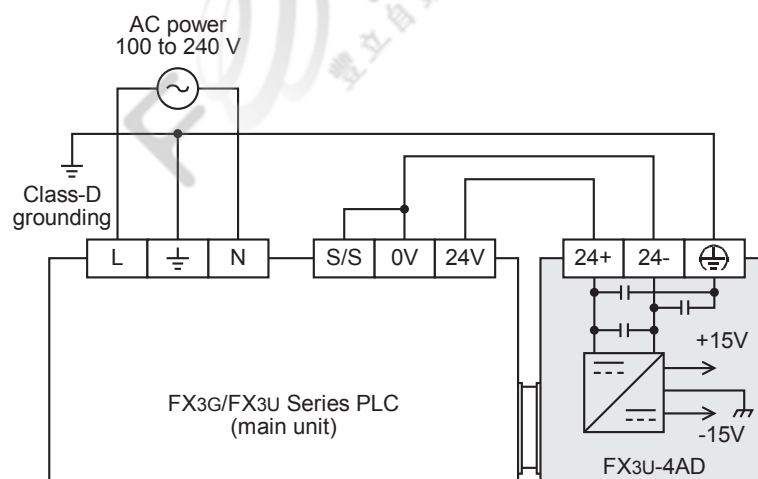 AC power
100 to 240 V
Class-D
grounding
L
N
S/S
0V
24V
24+
24-
+15V
-15V
FX3G/FX3U Series PLC
(main unit)
FX3U-4AD